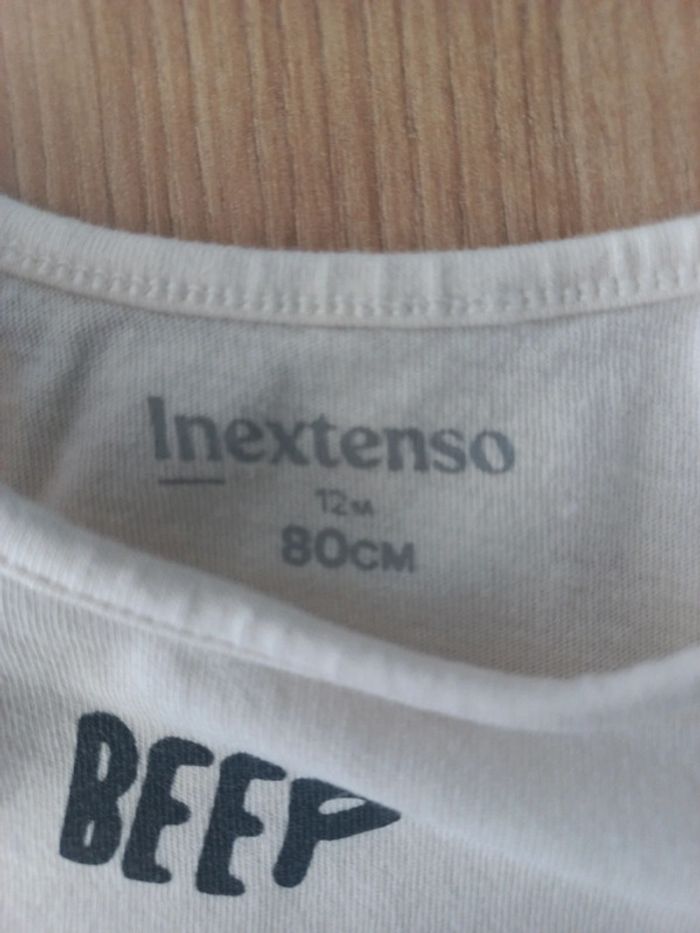 Inextenso
12M
80CM
BEEP